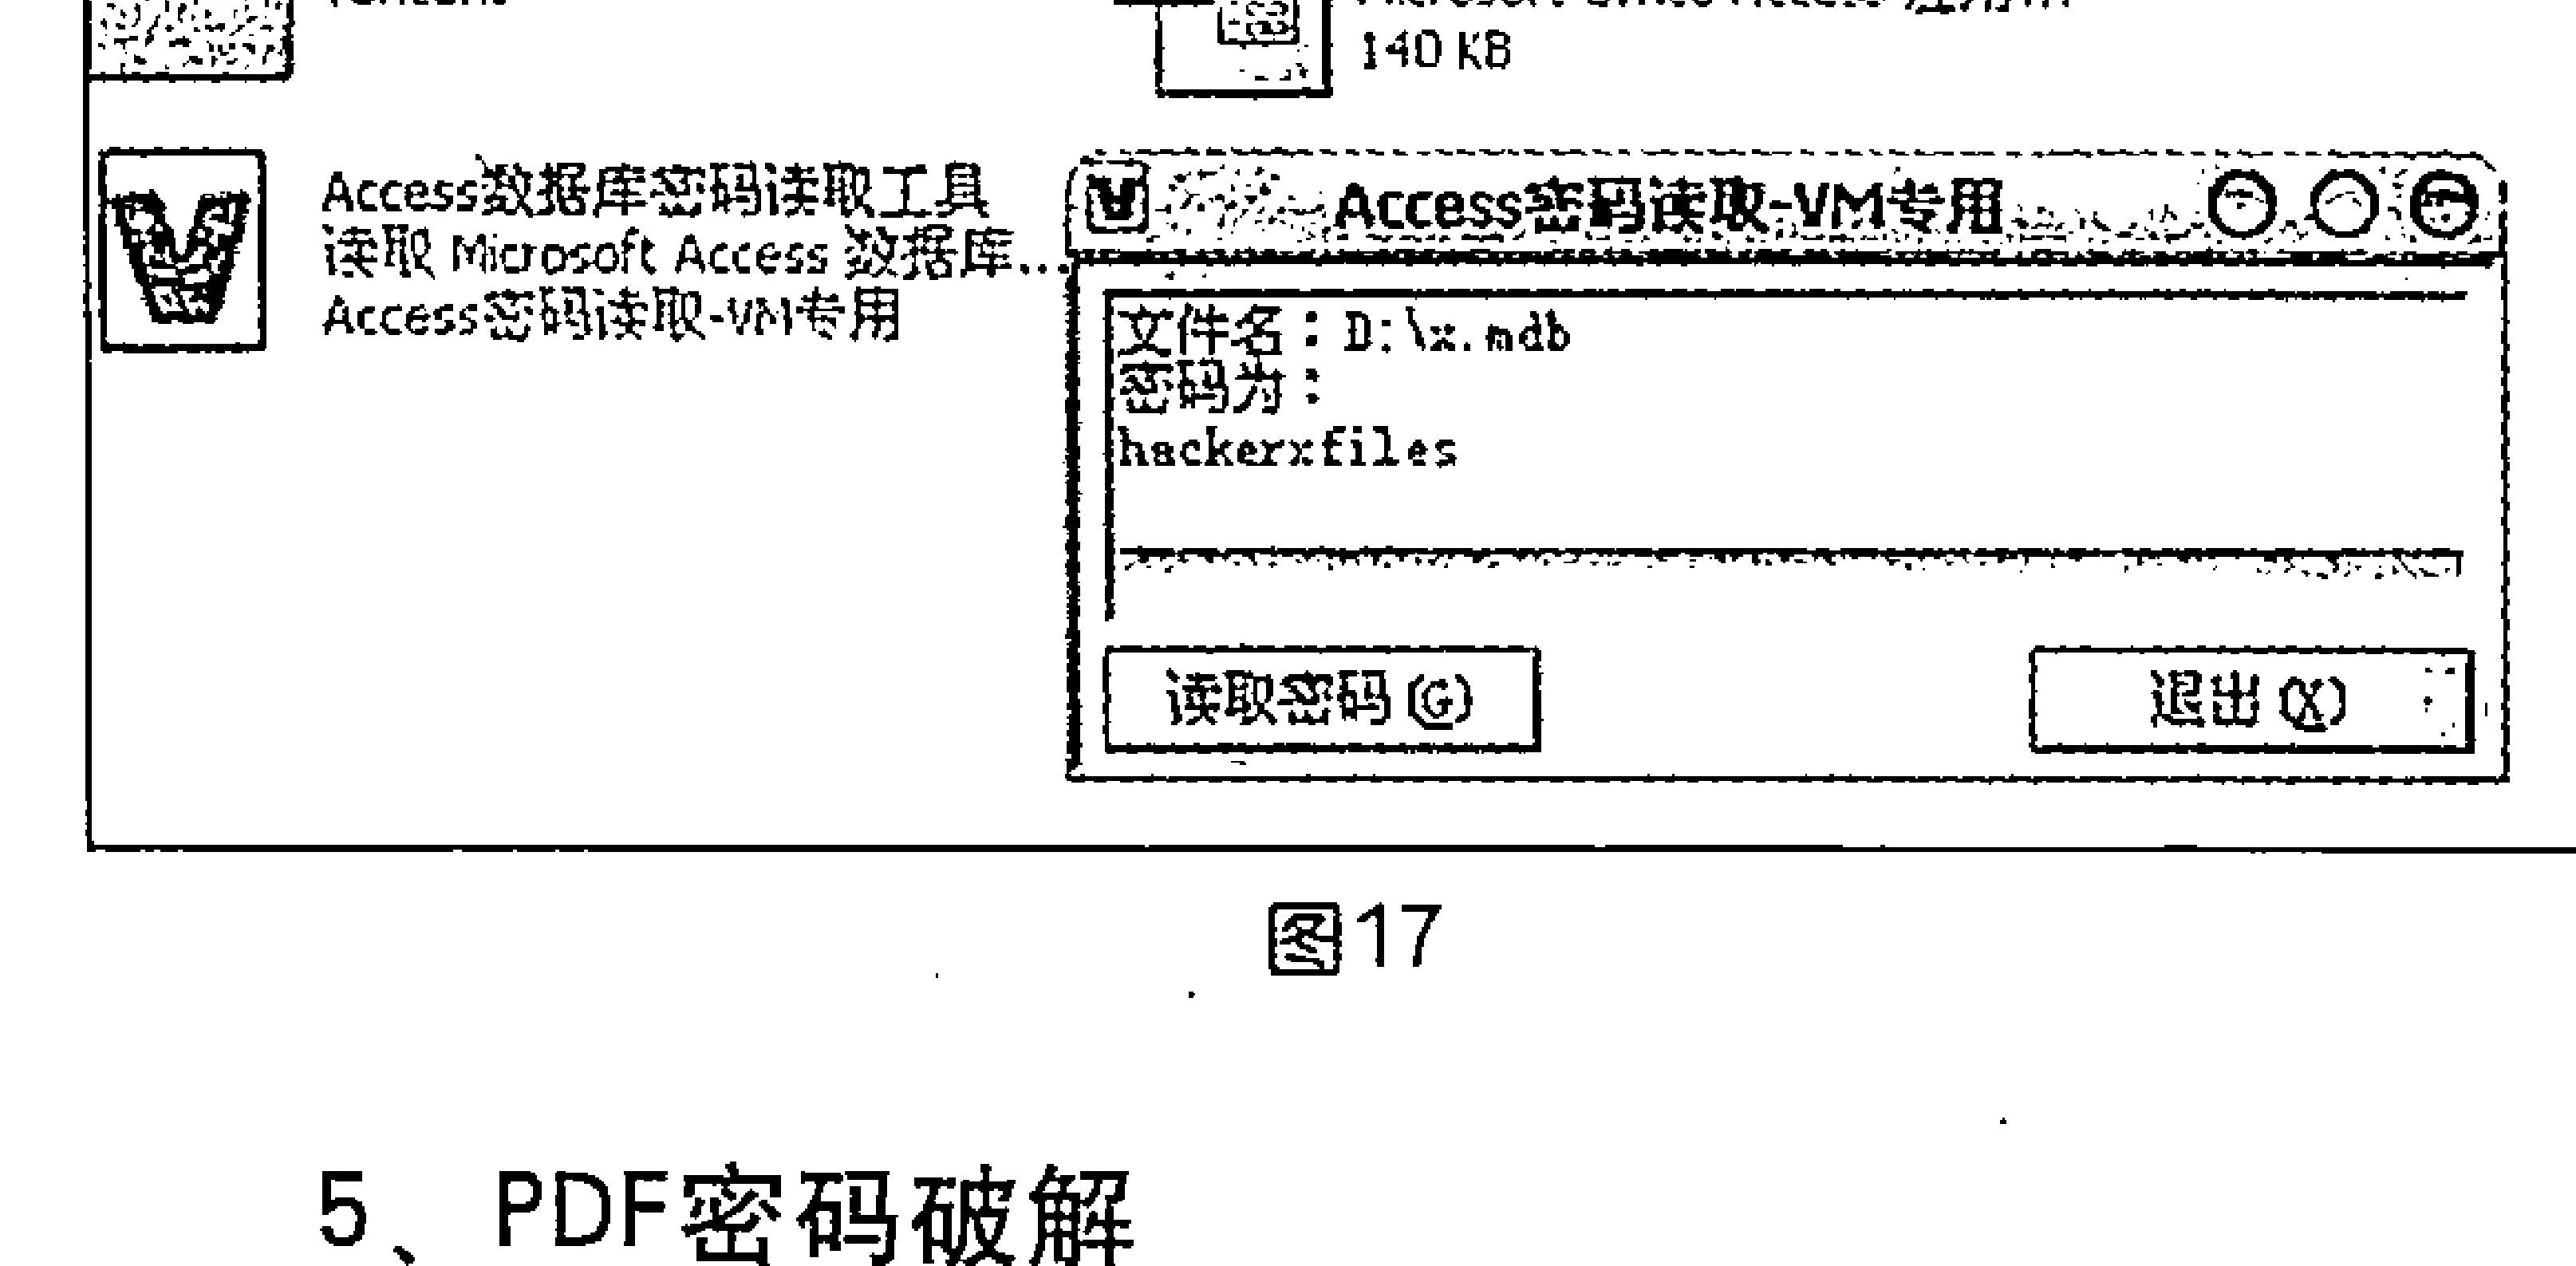 140 KB
Access数据库密码读取工具
读取 Microsoft Access 数据库...
Access密码读取-VM专用
Access密码读取-VM专用
文件名：D:\x.mdb
密码为：
hackerxfiles
读取密码(G)
退出(X)
图17
5、PDF密码破解